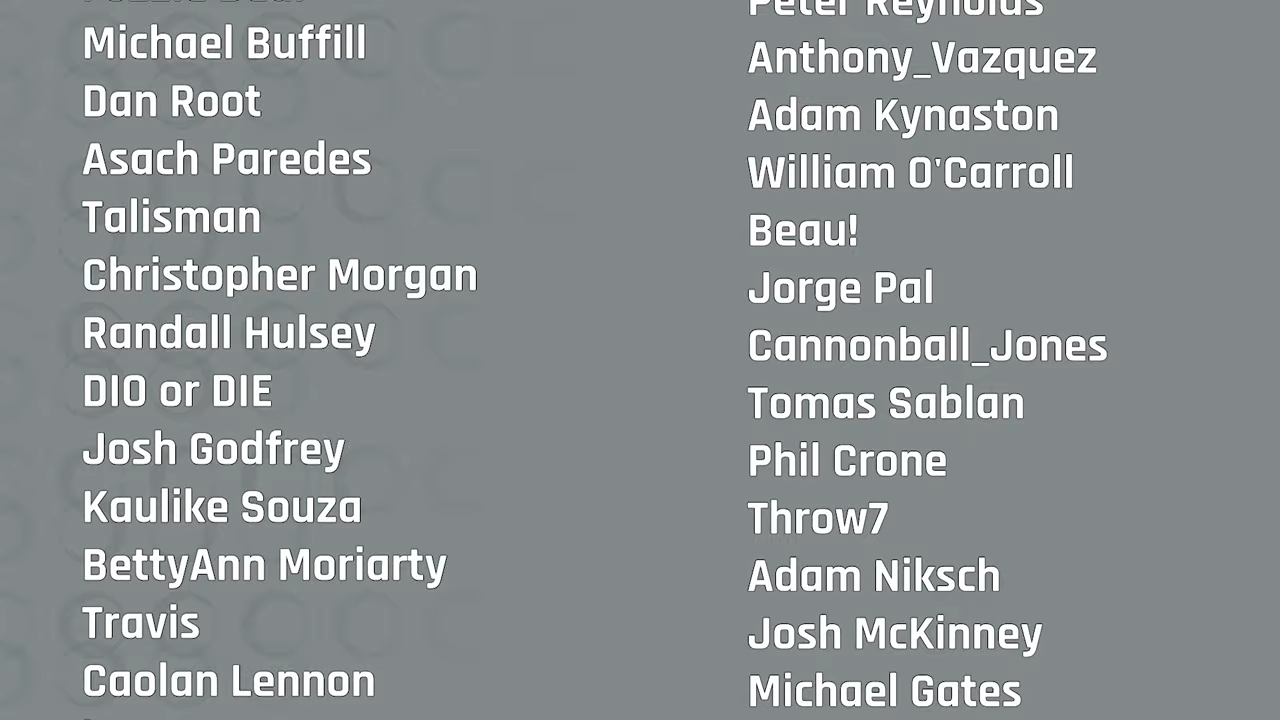 Michael Buffill
Dan Root
Asach Paredes
Talisman
Christopher Morgan
Randall Hulsey
DIO or DIE
Josh Godfrey
Kaulike Souza
BettyAnn Moriarty
Travis
Caolan Lennon
Peter Reynolds
Anthony_Vazquez
Adam Kynaston
William O'Carroll
Beau!
Jorge Pal
Cannonball_Jones
Tomas Sablan
Phil Crone
Throw7
Adam Niksch
Josh McKinney
Michael Gates